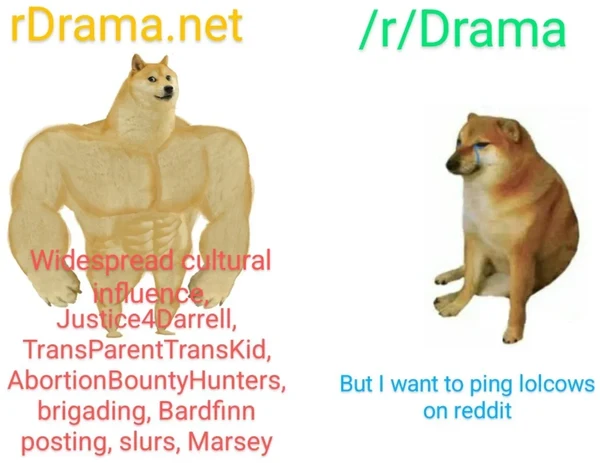 rDrama.net
/r/Drama
Widespread cultural
influence,
Justice4Darrell,
TransParentTransKid,
AbortionBountyHunters,
brigading, Bardfinn
posting, slurs, Marsey
But I want to ping lolcows
on reddit